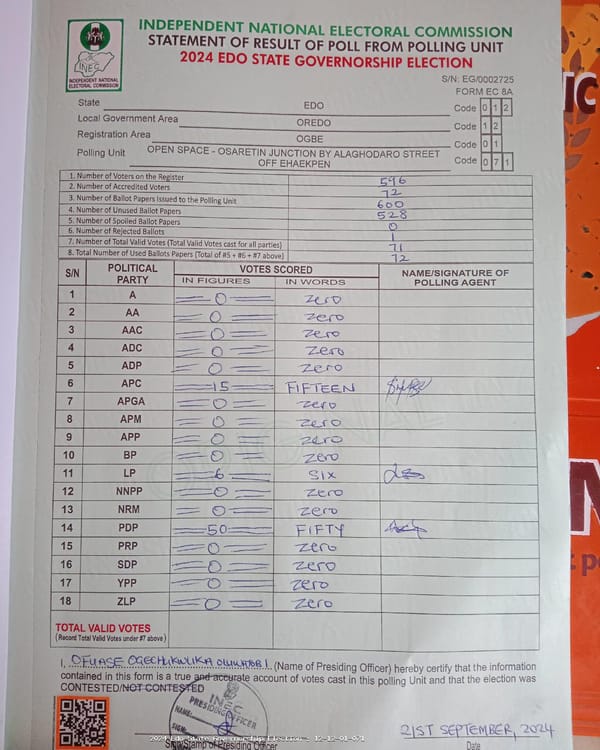 INDEPENDENT NATIONAL ELECTORAL COMMISSION
STATEMENT OF RESULT OF POLL FROM POLLING UNIT
2024 EDO STATE GOVERNORSHIP ELECTION
INEC
INDEPENDENT NATIONAL ELECTORAL COMMISSION
S/N: EG/0002725
FORM EC 8A
State EDO Code 0 1 2
Local Government Area OREDO Code 1 2
Registration Area OGBE Code 0 1
Polling Unit OPEN SPACE - OSARETIN JUNCTION BY ALAGHODARO STREET OFF EHAEKPEN Code 0 7 1
1. Number of Voters on the Register 596
2. Number of Accredited Voters 72
3. Number of Ballot Papers Issued to the Polling Unit 600
4. Number of Unused Ballot Papers 528
5. Number of Spoiled Ballot Papers 0
6. Number of Rejected Ballots 1
7. Number of Total Valid Votes (Total Valid Votes cast for all parties) 71
8. Total Number of Used Ballots Papers (Total of #5 + #6 + #7 above) 72
S/N POLITICAL PARTY VOTES SCORED NAME/SIGNATURE OF POLLING AGENT
IN FIGURES IN WORDS
1 A 0 zero
2 AA 0 zero
3 AAC 0 zero
4 ADC 0 zero
5 ADP 0 zero
6 APC 15 FIFTEEN
7 APGA 0 zero
8 APM 0 zero
9 APP 0 zero
10 BP 0 zero
11 LP 6 SIX
12 NNPP 0 zero
13 NRM 0 zero
14 PDP 50 FIFTY
15 PRP 0 zero
16 SDP 0 zero
17 YPP 0 zero
18 ZLP 0 zero
TOTAL VALID VOTES
(Record Total Valid Votes under #7 above)
I, OGECHUKWUKA (Name of Presiding Officer) hereby certify that the information
contained in this form is a true and accurate account of votes cast in this polling Unit and that the election was
CONTESTED/NOT CONTESTED
INEC
PRESIDING OFFICER
NAME:
SIGN:
2024 Edo State Governorship Election - 12-12-01-071
Sign/Stamp of Presiding Officer
21ST SEPTEMBER, 2024
Date